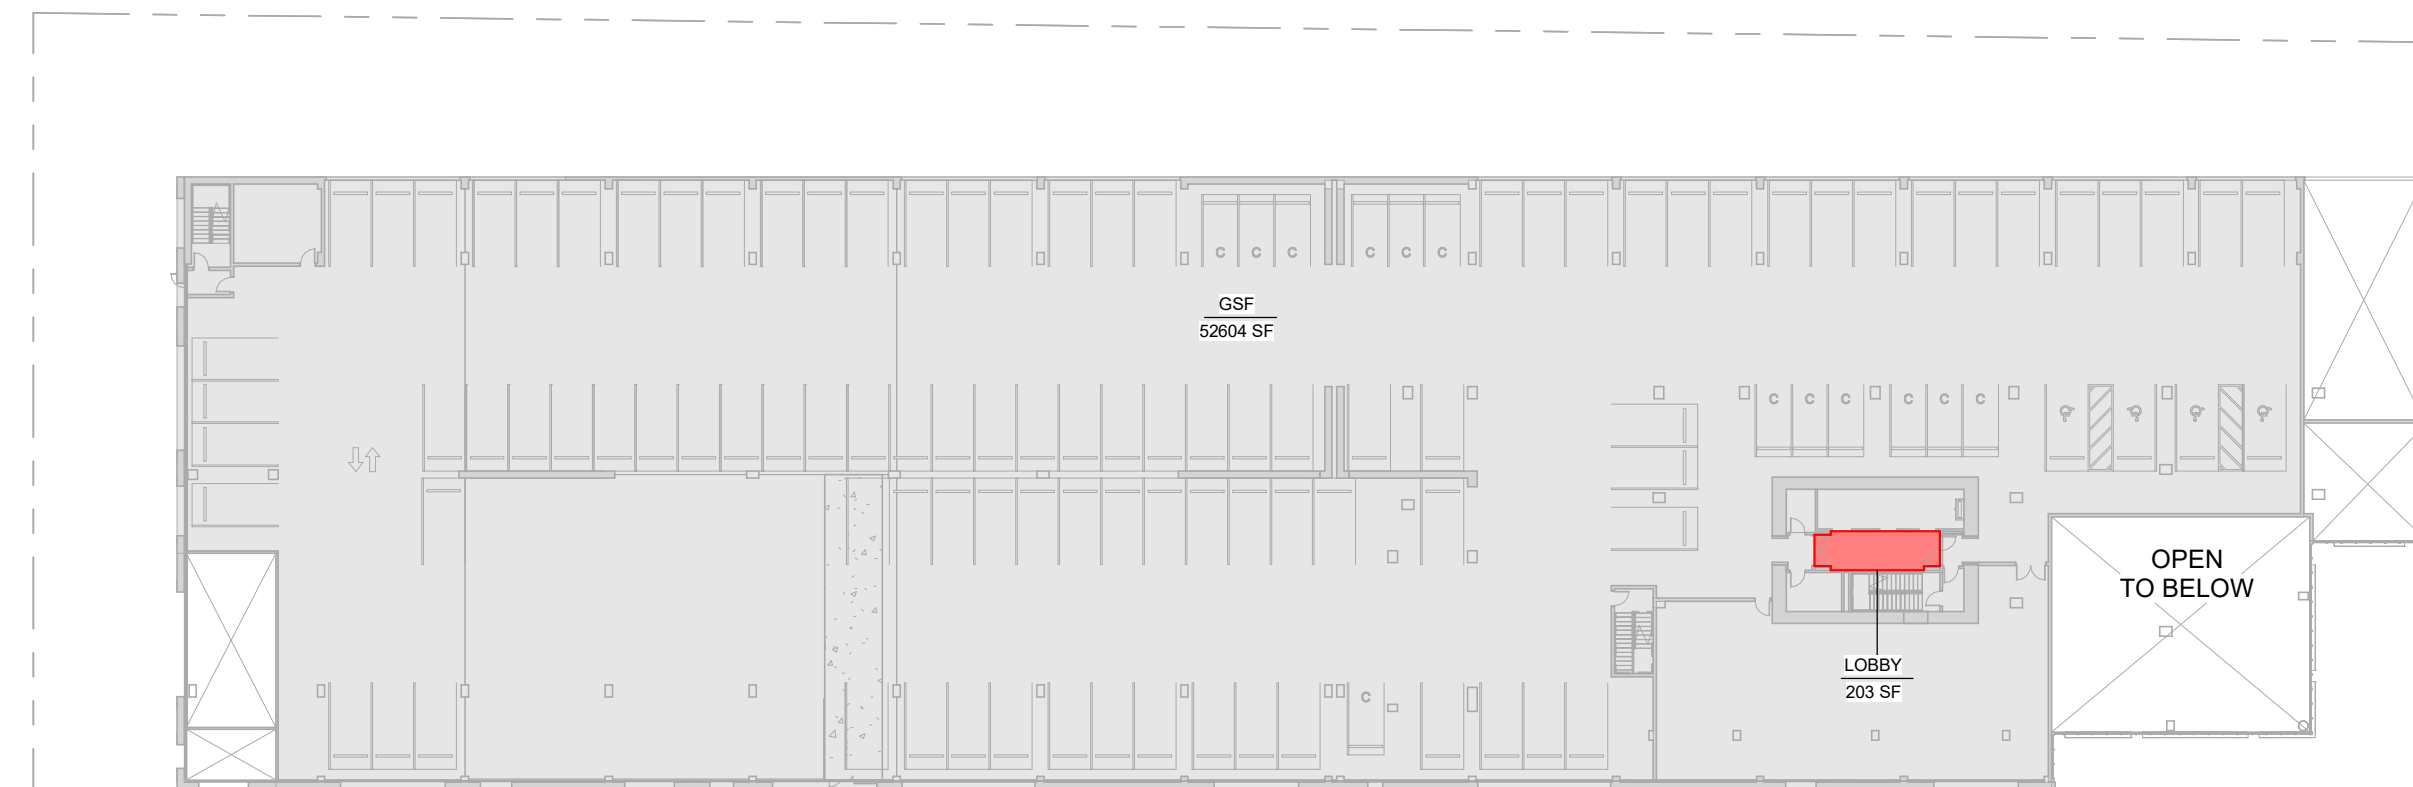 C C C C C C
GSF
52604 SF
C C C C C C
OPEN
TO BELOW
LOBBY
203 SF
C